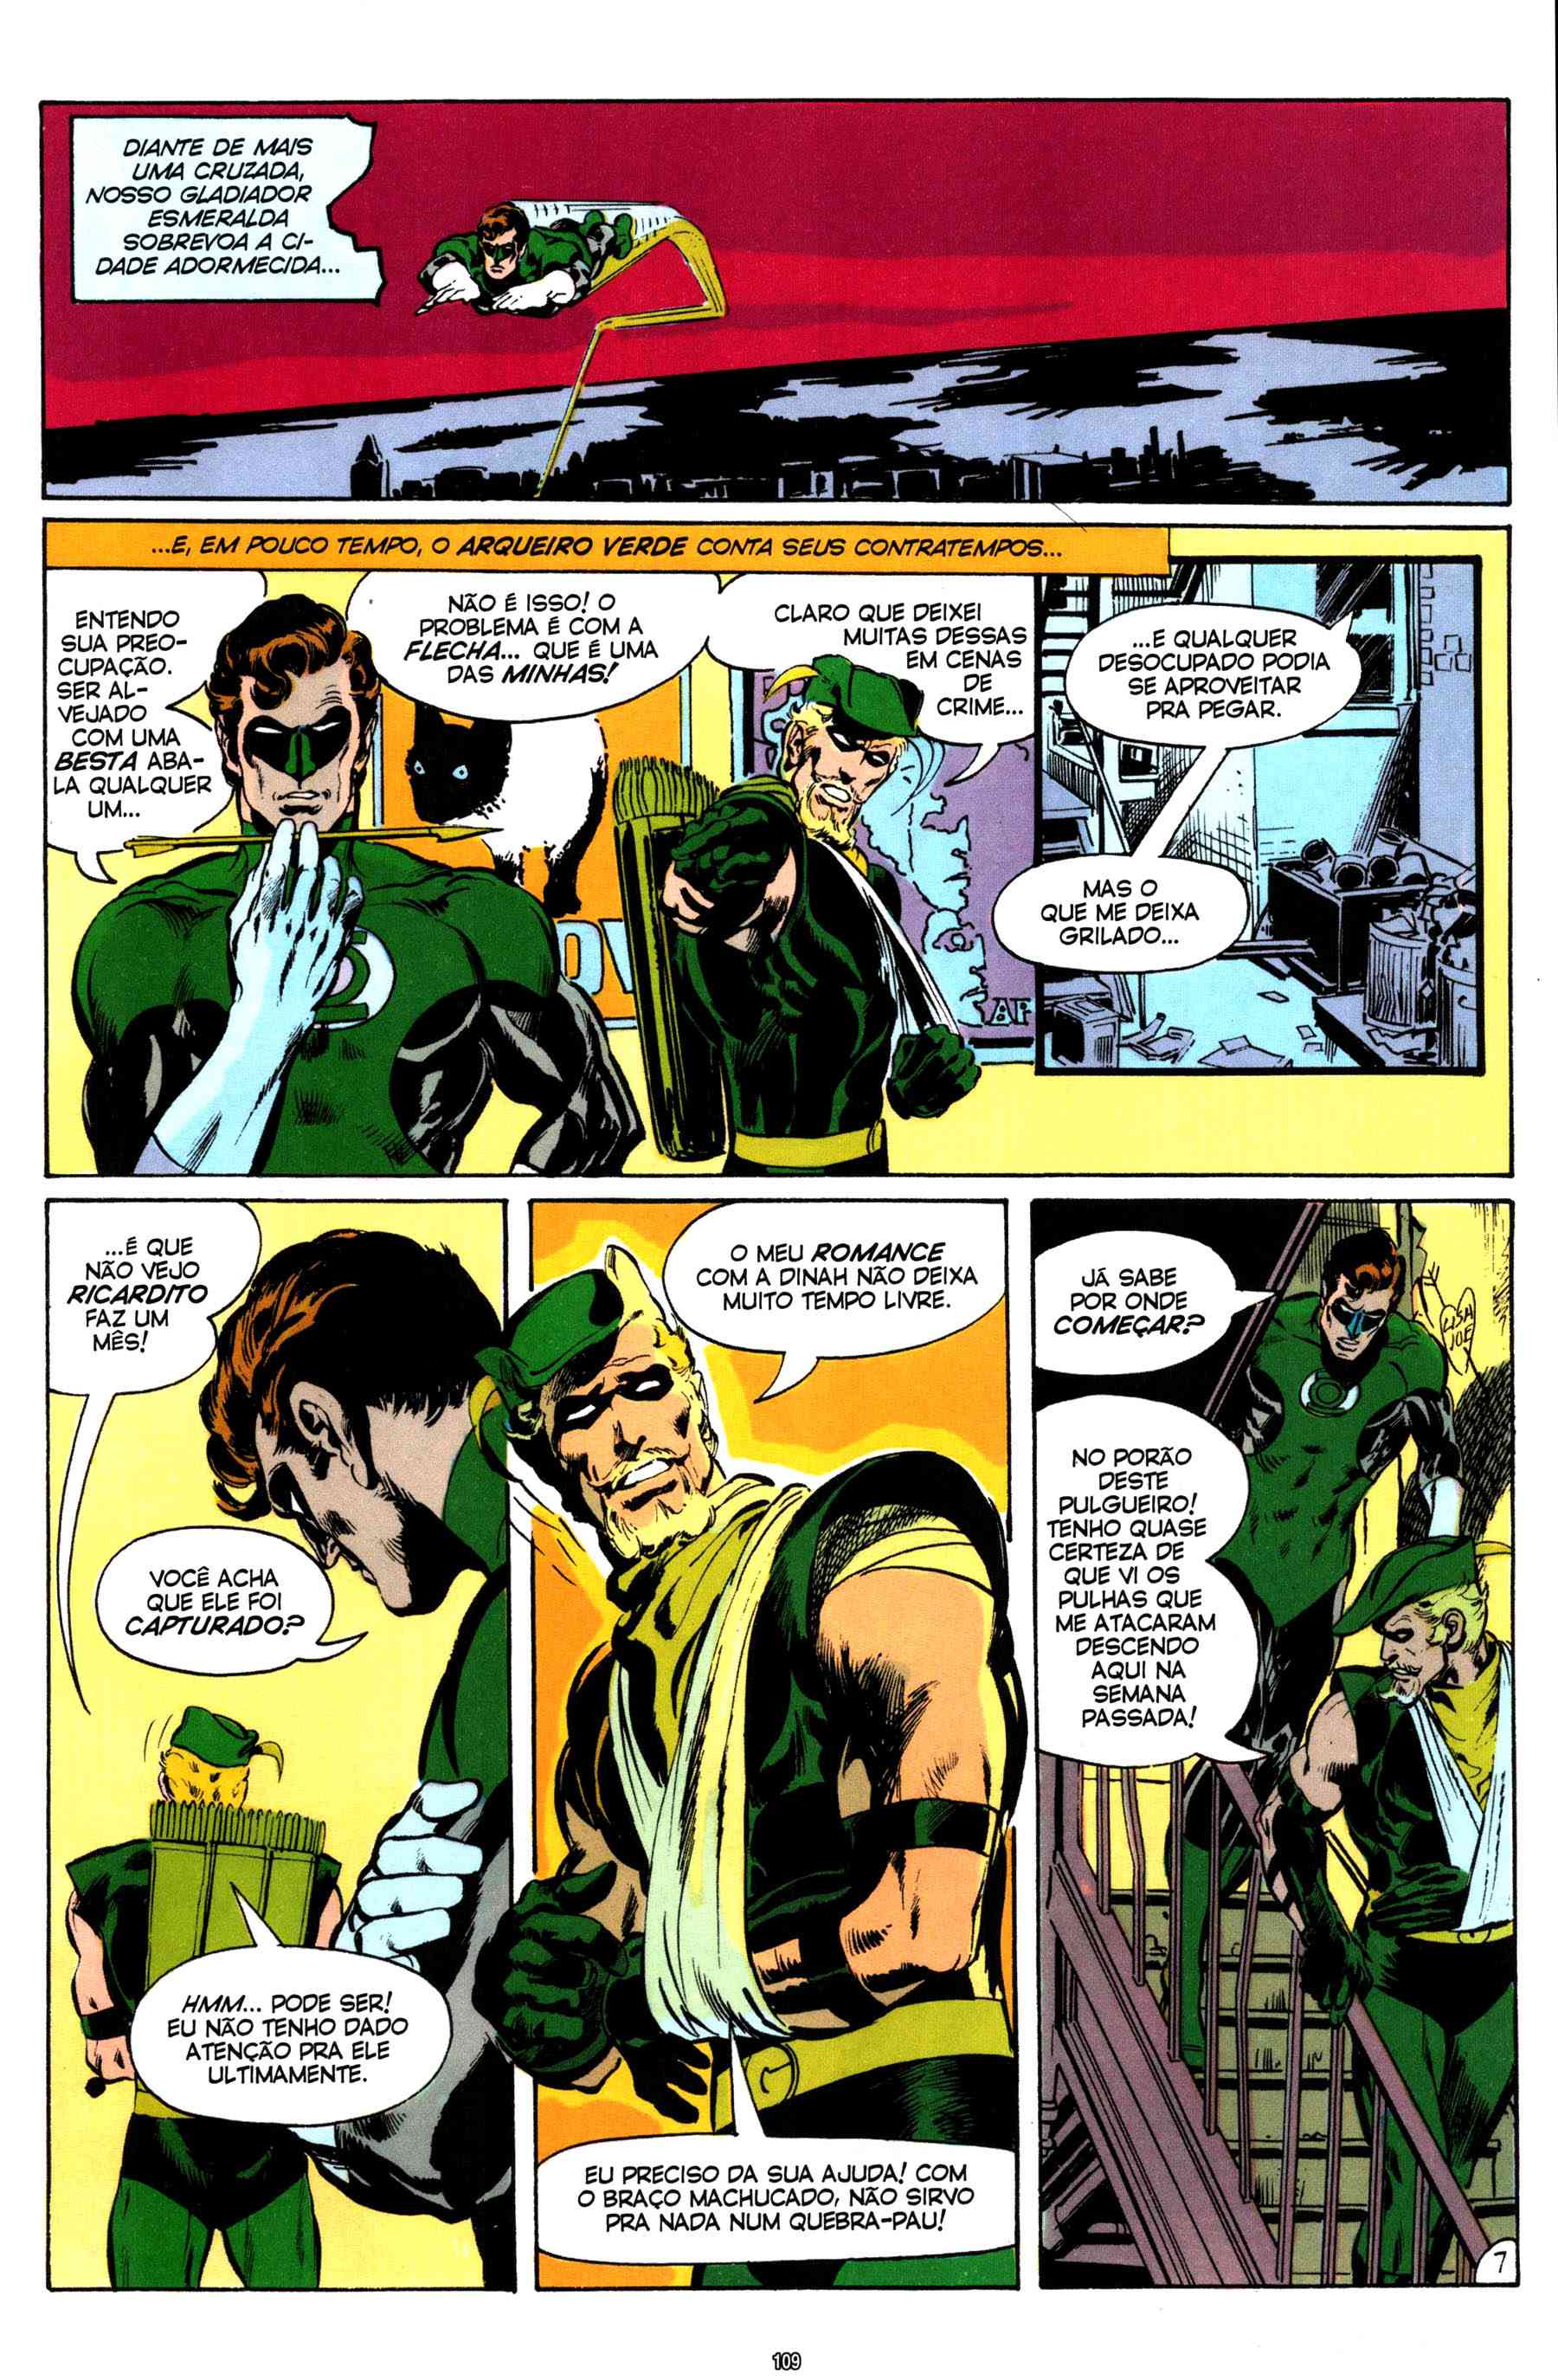 DIANTE DE MAIS
UMA CRUZADA,
NOSSO GLADIADOR
ESMERALDA
SOBREVOA A CI-
DADE ADORMECIDA...
...E, EM POUCO TEMPO, O ARQUEIRO VERDE CONTA SEUS CONTRATEMPOS...
ENTENDO
SUA PREO-
CUPAÇÃO.
SER AL-
VEJADO
COM UMA
BESTA ABA-
LA QUALQUER
UM...
NÃO É ISSO! O
PROBLEMA É COM A
FLECHA... QUE É UMA
DAS MINHAS!
CLARO QUE DEIXEI
MUITAS DESSAS
EM CENAS
DE
CRIME...
...E QUALQUER
DESOCUPADO PODIA
SE APROVEITAR
PRA PEGAR.
MAS O
QUE ME DEIXA
GRILADO...
...É QUE
NÃO VEJO
RICARDITO
FAZ UM
MÊS!
VOCÊ ACHA
QUE ELE FOI
CAPTURADO?
HMM... PODE SER!
EU NÃO TENHO DADO
ATENÇÃO PRA ELE
ULTIMAMENTE.
O MEU ROMANCE
COM A DINAH NÃO DEIXA
MUITO TEMPO LIVRE.
EU PRECISO DA SUA AJUDA! COM
O BRAÇO MACHUCADO, NÃO SIRVO
PRA NADA NUM QUEBRA-PAU!
JÁ SABE
POR ONDE
COMEÇAR?
LISA
JOE
NO PORÃO
DESTE
PULGUEIRO!
TENHO QUASE
CERTEZA DE
QUE VI OS
PULHAS QUE
ME ATACARAM
DESCENDO
AQUI NA
SEMANA
PASSADA!
7
109